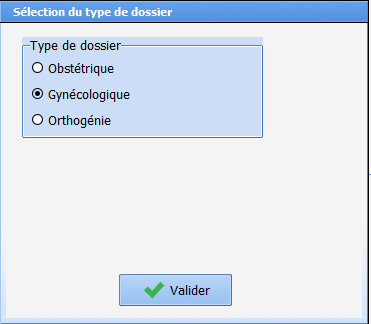 Sélection du type de dossier
Type de dossier
Obstétrique
Gynécologique
Orthogénie
Valider